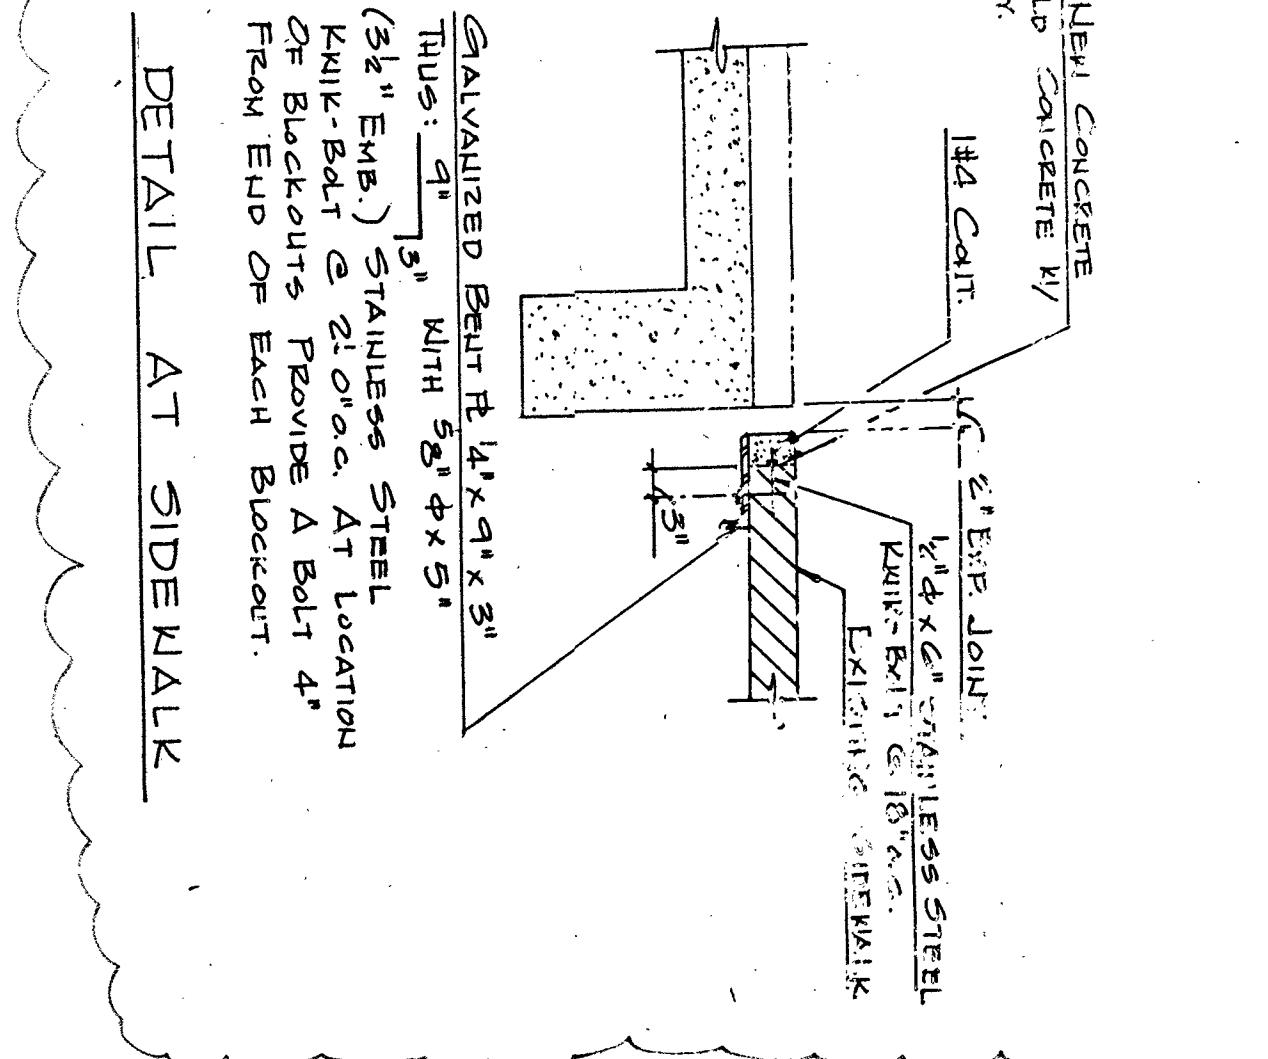 NEW CONCRETE
CONCRETE W/
1#4 CONT.
2" EXP. JOINT
½" Φ x 6" STAINLESS STEEL
KWIK-BOLT @ 18" O.C.
EXISTING SIDEWALK
3"
GALVANIZED BENT PL ¼" x 9" x 3"
THUS: 9" 3" WITH 5/8" Φ x 5"
(3½" EMB.) STAINLESS STEEL
KWIK-BOLT @ 2'-0" O.C. AT LOCATION
OF BLOCKOUTS PROVIDE A BOLT 4"
FROM END OF EACH BLOCKOUT.
DETAIL AT SIDEWALK